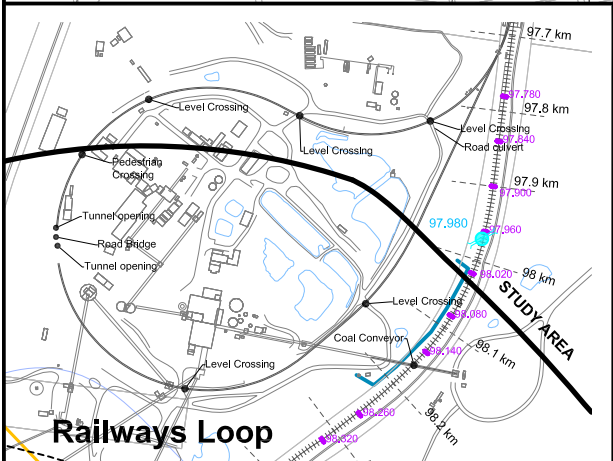 97.7 km
97.780
Level Crossing
97.8 km
Level Crossing
Level Crossing
Road culvert
97.840
Pedestrian
Crossing
97.9 km
97.900
Tunnel opening
97.980
97.960
Road Bridge
Tunnel opening
98 km
98.020
STUDY AREA
Level Crossing
98.080
Coal Conveyor
98.1 km
98.140
Level Crossing
98.260
98.2 km
Railways Loop
98.320